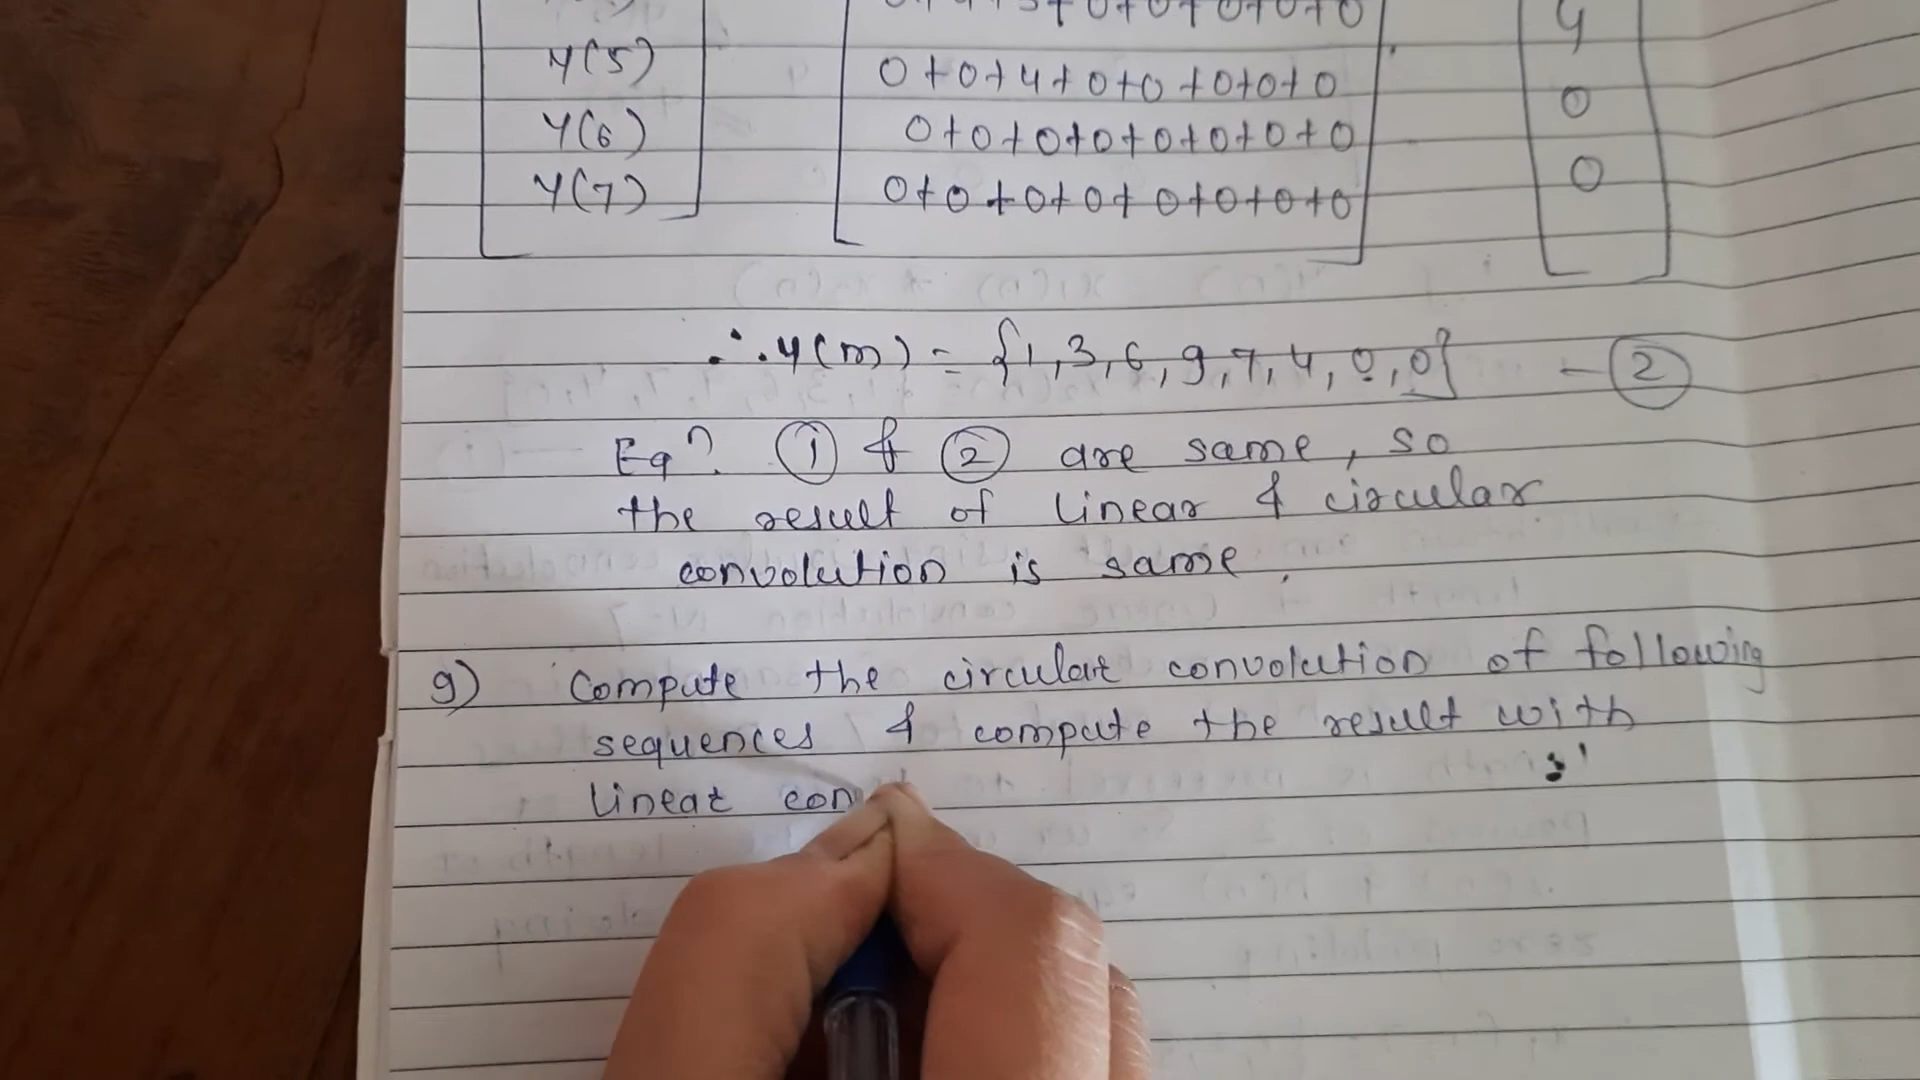 Y(5) 0+0+4+0+0+0+0+0 4
Y(6) 0+0+0+0+0+0+0+0 0
Y(7) 0+0+0+0+0+0+0+0+0 0
∴ y(m) = {1,3,6,9,7,4,0,0} - ②
Eqn. ① & ② are same, so
the result of linear & circular
convolution is same.
9) Compute the circular convolution of following
sequences & compute the result with
linear con